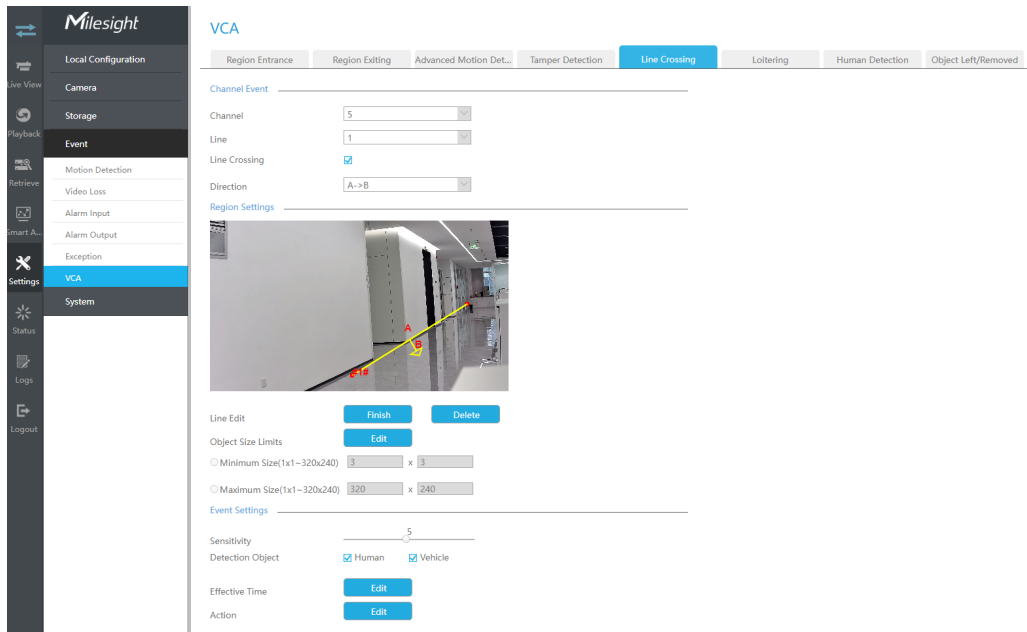 Milesight
Live View
Playback
Retrieve
Smart A...
Settings
Status
Logs
Logout
Local Configuration
Camera
Storage
Event
Motion Detection
Video Loss
Alarm Input
Alarm Output
Exception
VCA
System
VCA
Region Entrance Region Exiting Advanced Motion Det... Tamper Detection Line Crossing Loitering Human Detection Object Left/Removed
Channel Event
Channel 5
Line 1
Line Crossing
Direction A->B
Region Settings
A
B
#1#
Line Edit Finish Delete
Object Size Limits Edit
Minimum Size(1x1~320x240) 3 x 3
Maximum Size(1x1~320x240) 320 x 240
Event Settings
5
Sensitivity
Detection Object Human Vehicle
Effective Time Edit
Action Edit